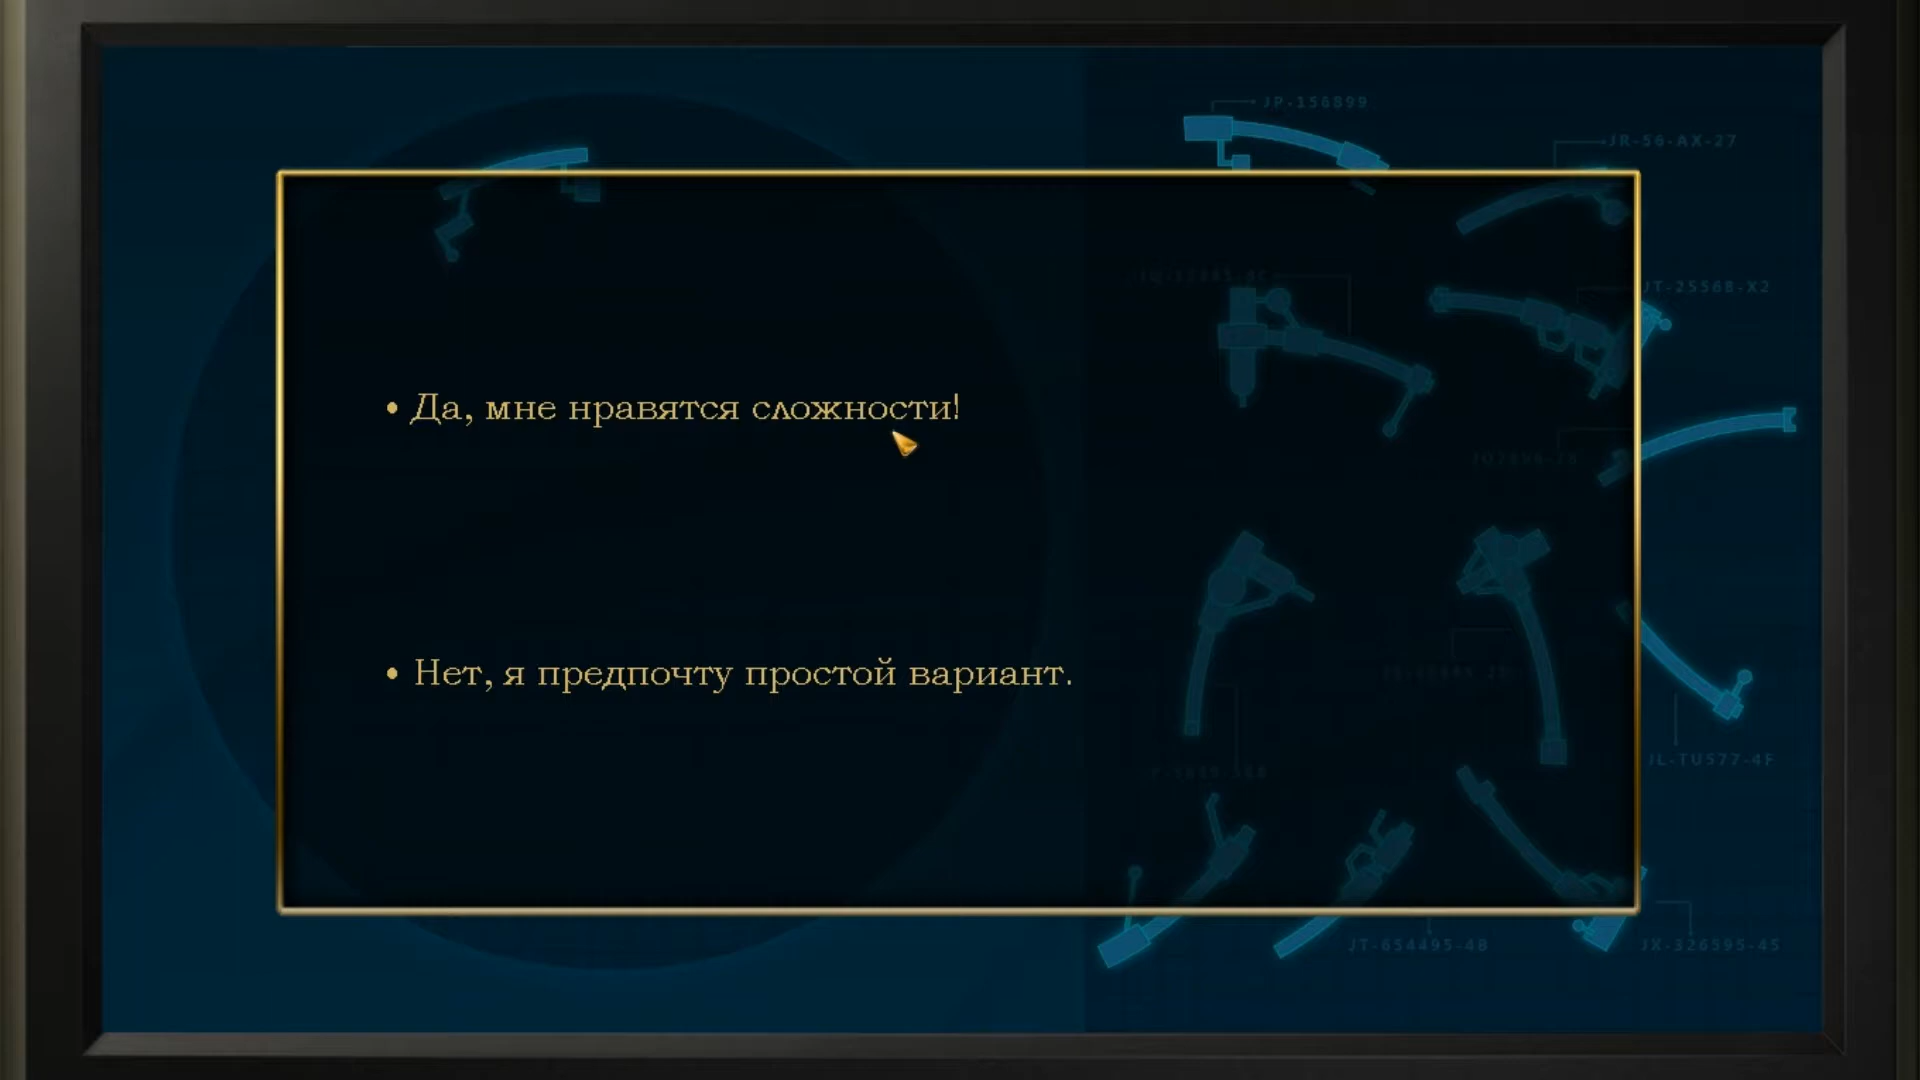 JP-156899
JR-56-AX-27
JT-25568-X2
• Да, мне нравятся сложности!
• Нет, я предпочту простой вариант.
JL-TU577-4F
JT-654495-4B
JX-326595-45